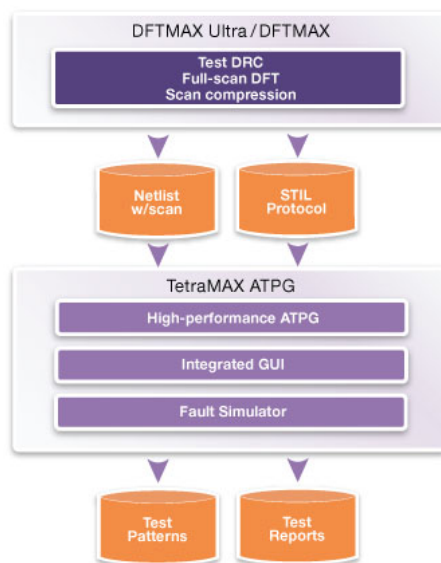 DFTMAX Ultra/DFTMAX
Test DRC
Full-scan DFT
Scan compression
Netlist
w/scan
STIL
Protocol
TetraMAX ATPG
High-performance ATPG
Integrated GUI
Fault Simulator
Test
Patterns
Test
Reports